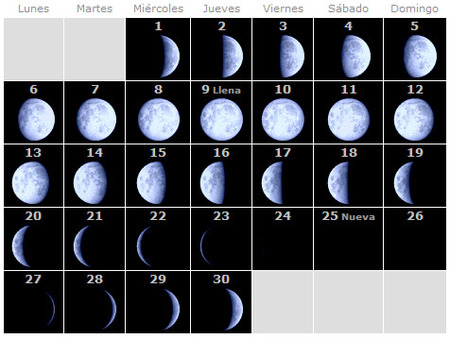 Lunes Martes Miércoles Jueves Viernes Sábado Domingo
1 2 3 4 5
6 7 8 9 Llena 10 11 12
13 14 15 16 17 18 19
20 21 22 23 24 25 Nueva 26
27 28 29 30